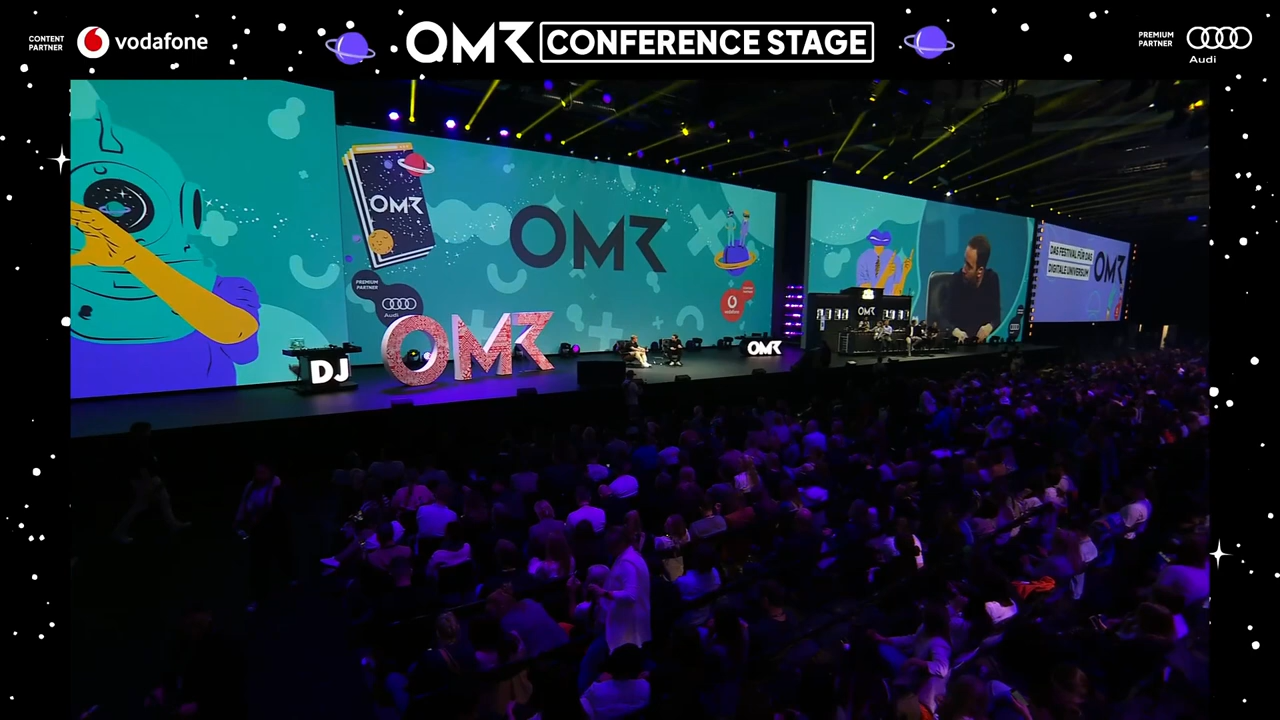 CONTENT
PARTNER
vodafone
OMR CONFERENCE STAGE
PREMIUM
PARTNER
Audi
OMR
OMR
PREMIUM
PARTNER
Audi
vodafone
DJ
OMR
OMR
OMR
DAS FESTIVAL FÜR DAS
DIGITALE UNIVERSUM
OMR